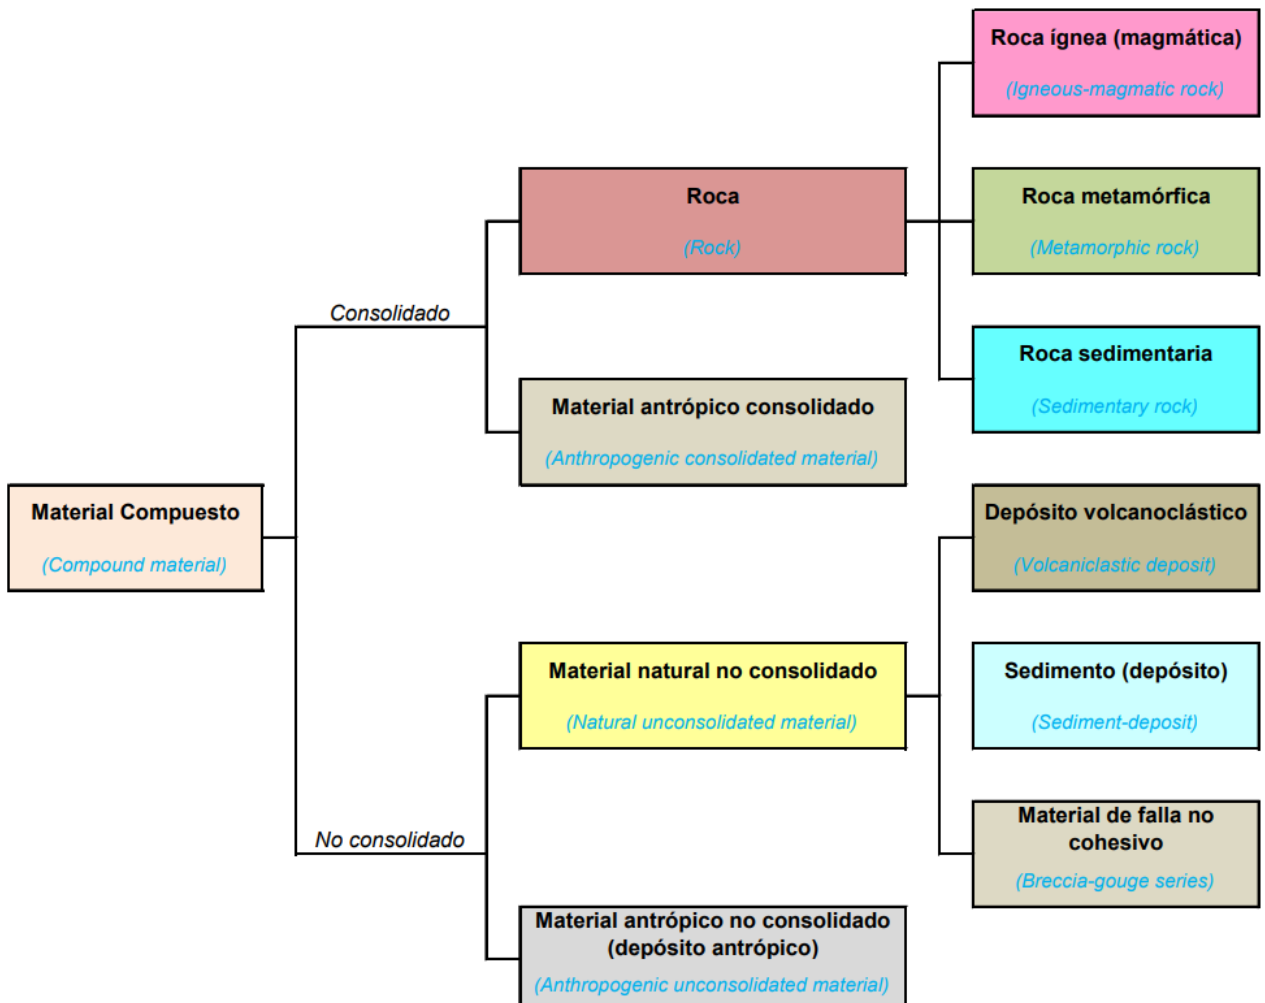 Roca ígnea (magmática)
(Igneous-magmatic rock)
Roca
(Rock)
Roca metamórfica
(Metamorphic rock)
Consolidado
Roca sedimentaria
(Sedimentary rock)
Material antrópico consolidado
(Anthropogenic consolidated material)
Material Compuesto
(Compound material)
Depósito volcanoclástico
(Volcaniclastic deposit)
Material natural no consolidado
(Natural unconsolidated material)
Sedimento (depósito)
(Sediment-deposit)
No consolidado
Material de falla no
cohesivo
(Breccia-gouge series)
Material antrópico no consolidado
(depósito antrópico)
(Anthropogenic unconsolidated material)